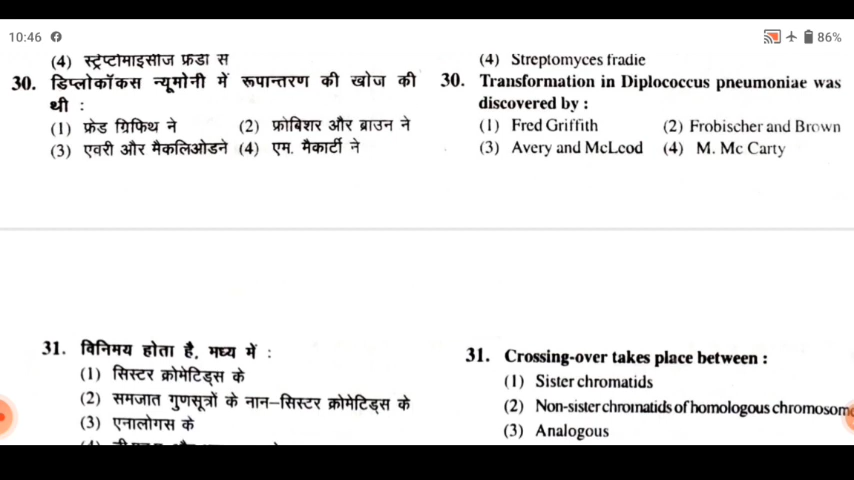 10:46
86%
(4) स्ट्रेप्टोमाइसीज फ्रेडी से
30. डिप्लोकॉकस न्यूमोनी में रूपान्तरण की खोज की
थी :
(1) फ्रेड ग्रिफिथ ने (2) फ्रोबिशर और ब्राउन ने
(3) एवरी और मैकलिओडने (4) एम. मैकार्टी ने
31. विनिमय होता है, मध्य में :
(1) सिस्टर क्रोमेटिड्स के
(2) समजात गुणसूत्रों के नान–सिस्टर क्रोमेटिड्स के
(3) एनालोगस के
(4) Streptomyces fradie
30. Transformation in Diplococcus pneumoniae was
discovered by :
(1) Fred Griffith (2) Frobischer and Brown
(3) Avery and McLeod (4) M. Mc Carty
31. Crossing-over takes place between :
(1) Sister chromatids
(2) Non-sister chromatids of homologous chromosom
(3) Analogous